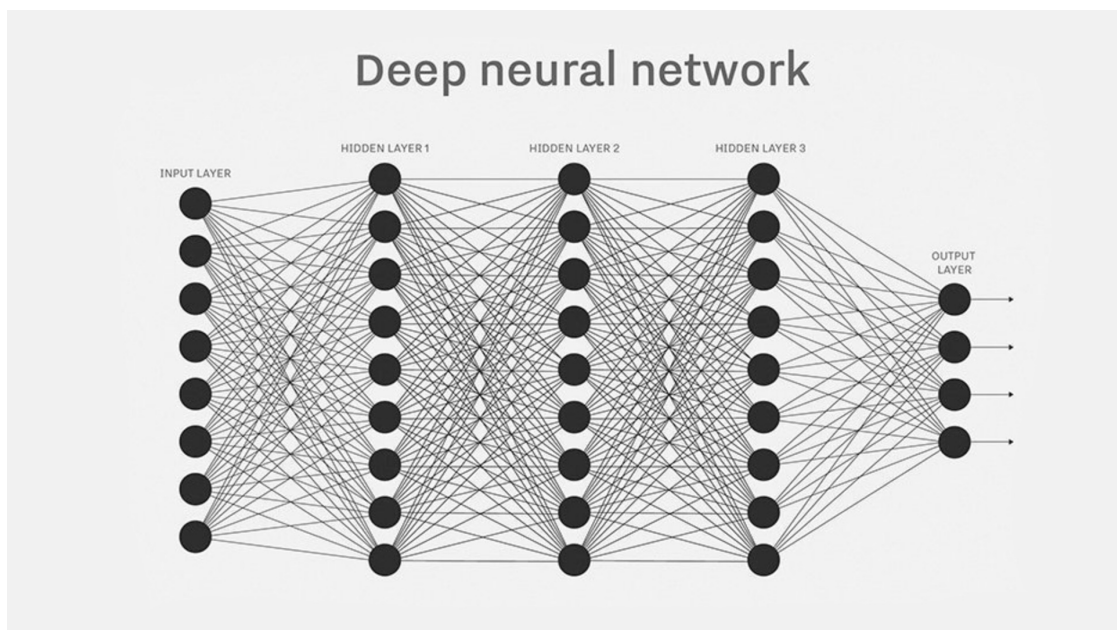 Deep neural network
INPUT LAYER
HIDDEN LAYER 1
HIDDEN LAYER 2
HIDDEN LAYER 3
OUTPUT
LAYER